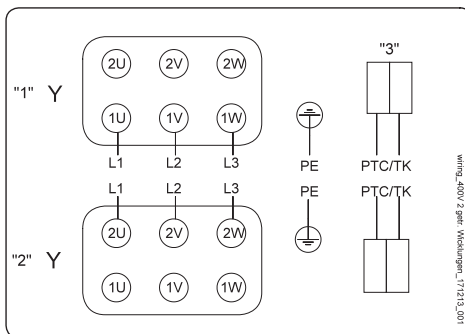 "3"
2U 2V 2W
"1" Y
1U 1V 1W
L1 L2 L3 PE PTC/TK
L1 L2 L3 PE PTC/TK
2U 2V 2W
"2" Y
1U 1V 1W
wiring_400V 2 getr. Wicklungen_171213_001